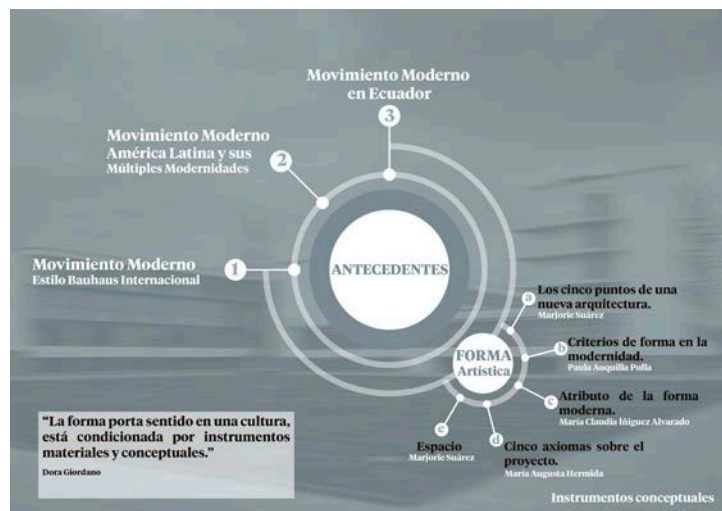 Movimiento Moderno
en Ecuador
3
Movimiento Moderno
América Latina y sus
Múltiples Modernidades
2
Movimiento Moderno
Estilo Bauhaus Internacional
1
ANTECEDENTES
a
Los cinco puntos de una
nueva arquitectura.
Marjorie Suárez
FORMA
Artística
b
Criterios de forma en la
modernidad.
Paula Auquilla Pulla
c
Atributo de la forma
moderna.
María Claudia Íñiguez Alvarado
d
Cinco axiomas sobre el
proyecto.
María Augusta Hermida
e
Espacio
Marjorie Suárez
“La forma porta sentido en una cultura,
está condicionada por instrumentos
materiales y conceptuales.”
Dora Giordano
Instrumentos conceptuales